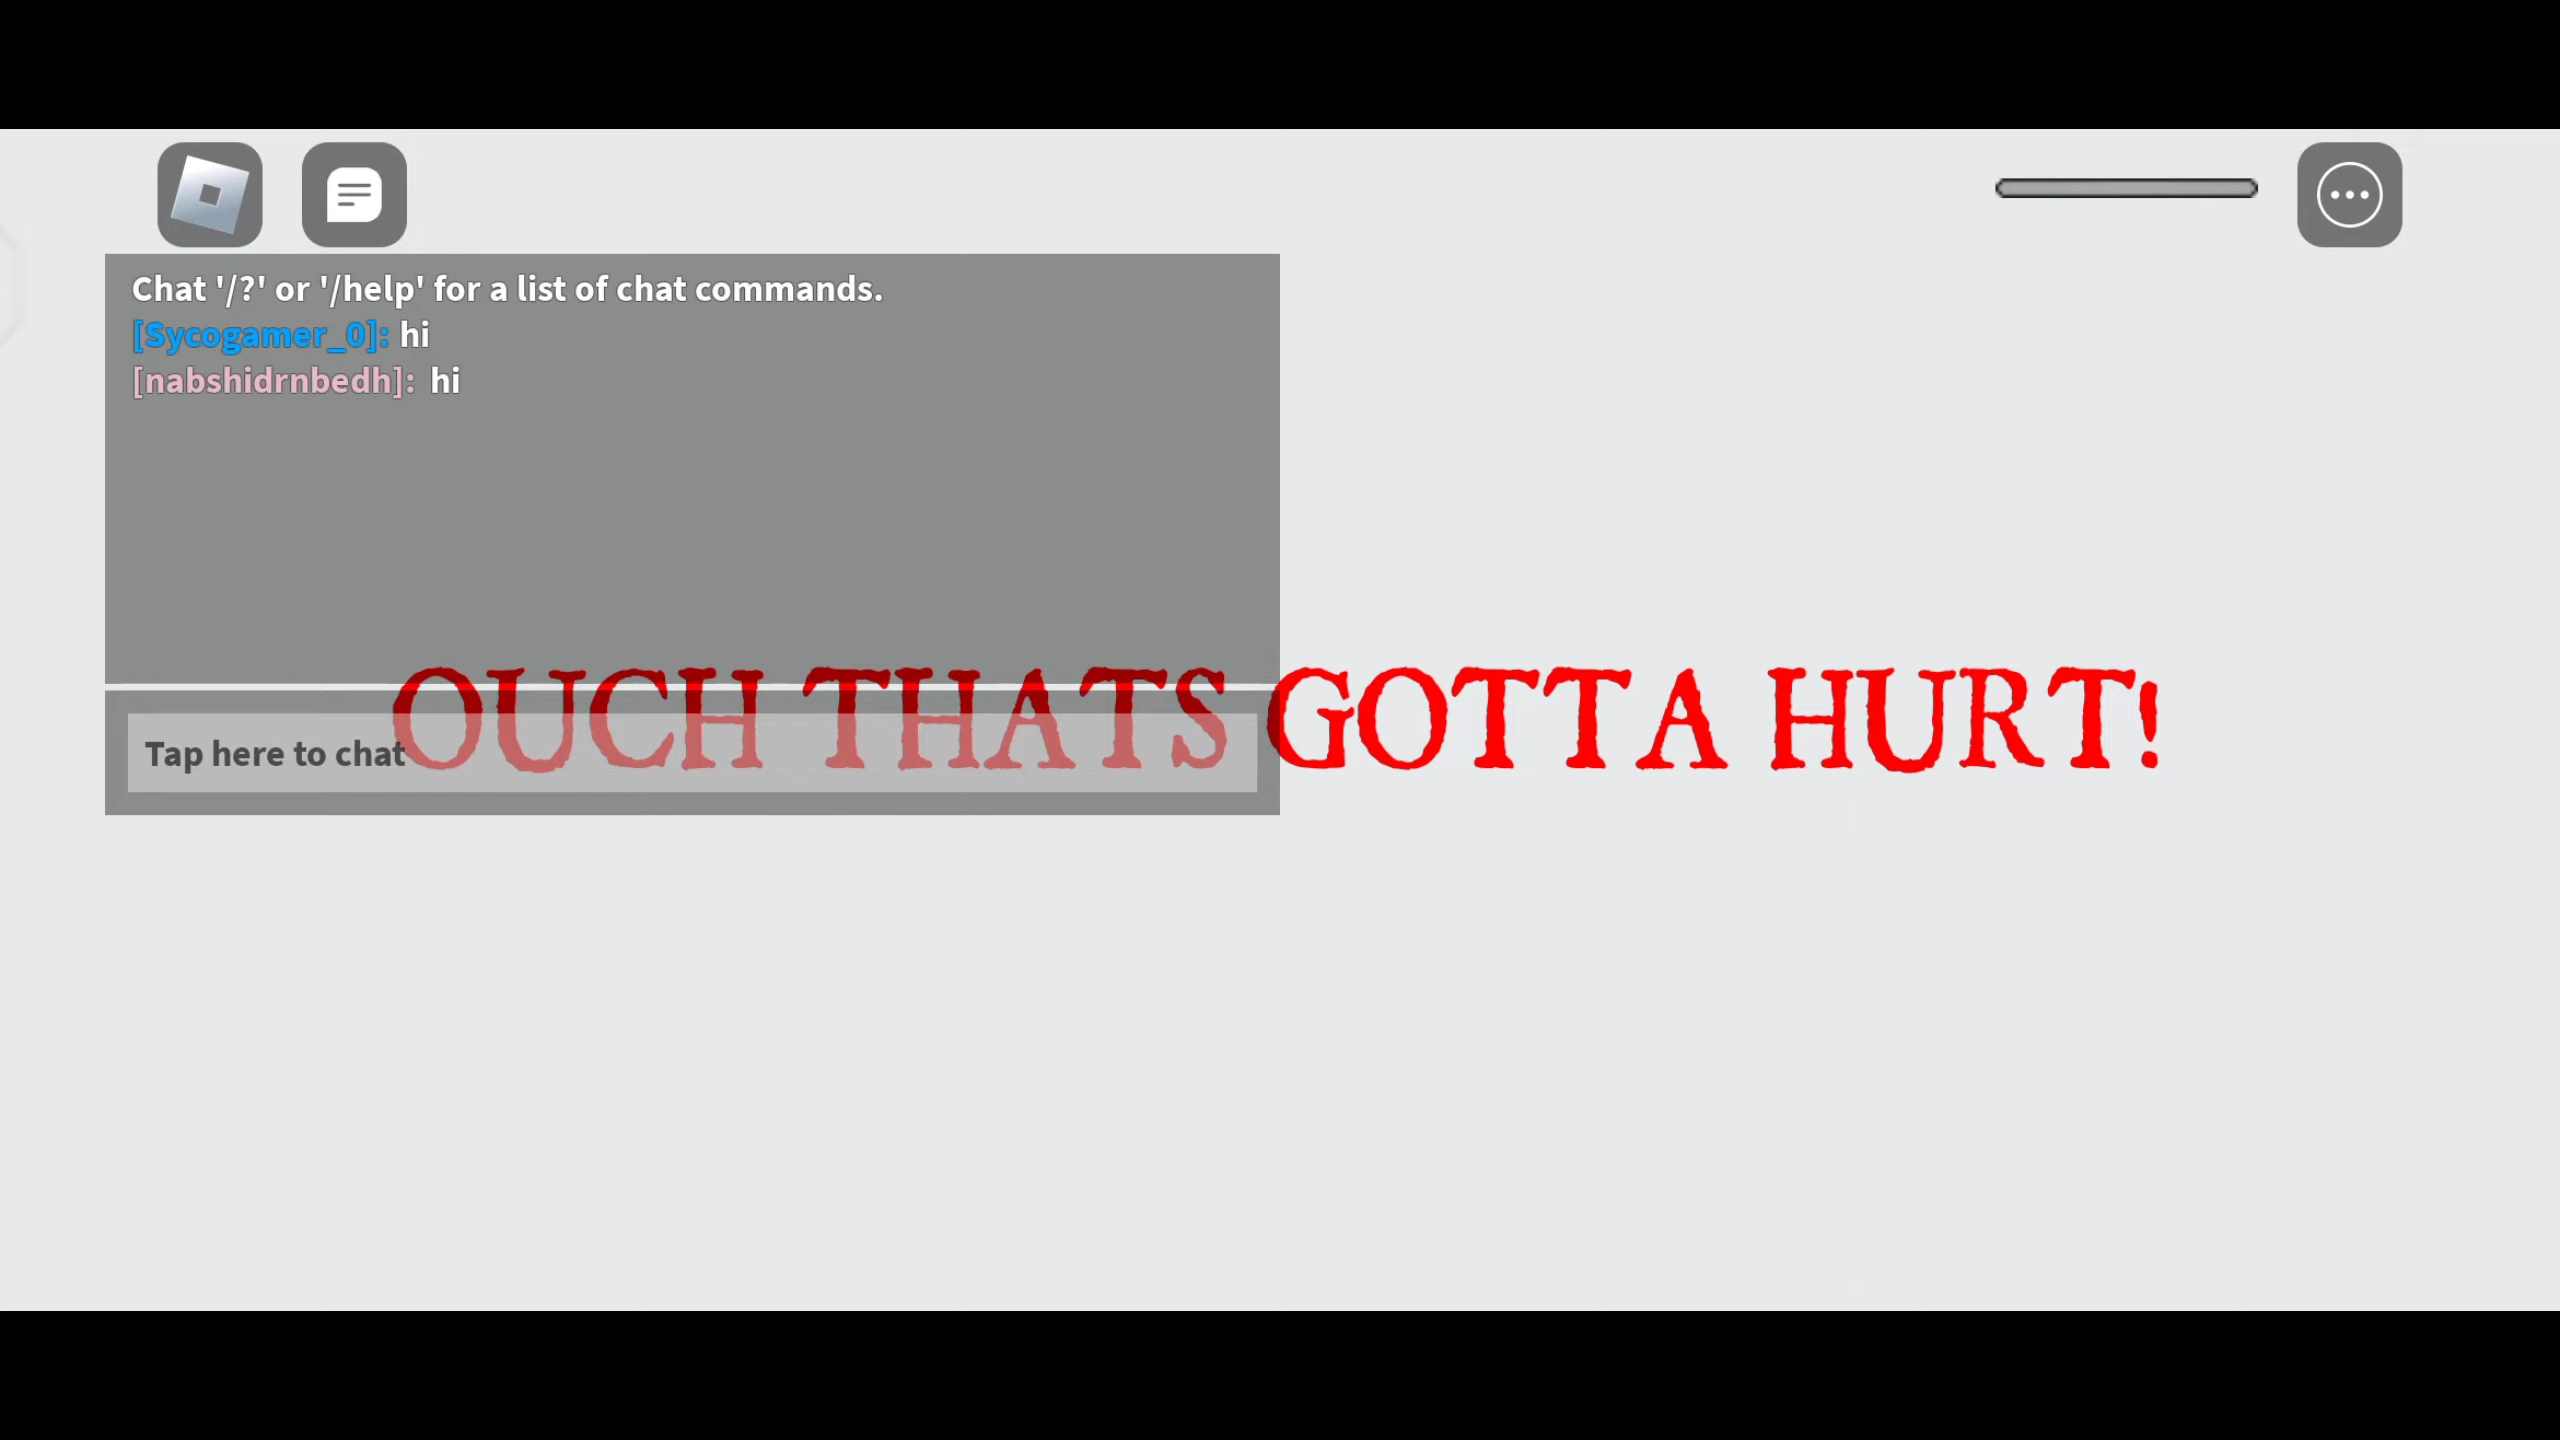 Chat '/?' or '/help' for a list of chat commands.
[Sycogamer_0]: hi
[nabshidrnbedh]: hi
OUCH THATS GOTTA HURT!
Tap here to chat